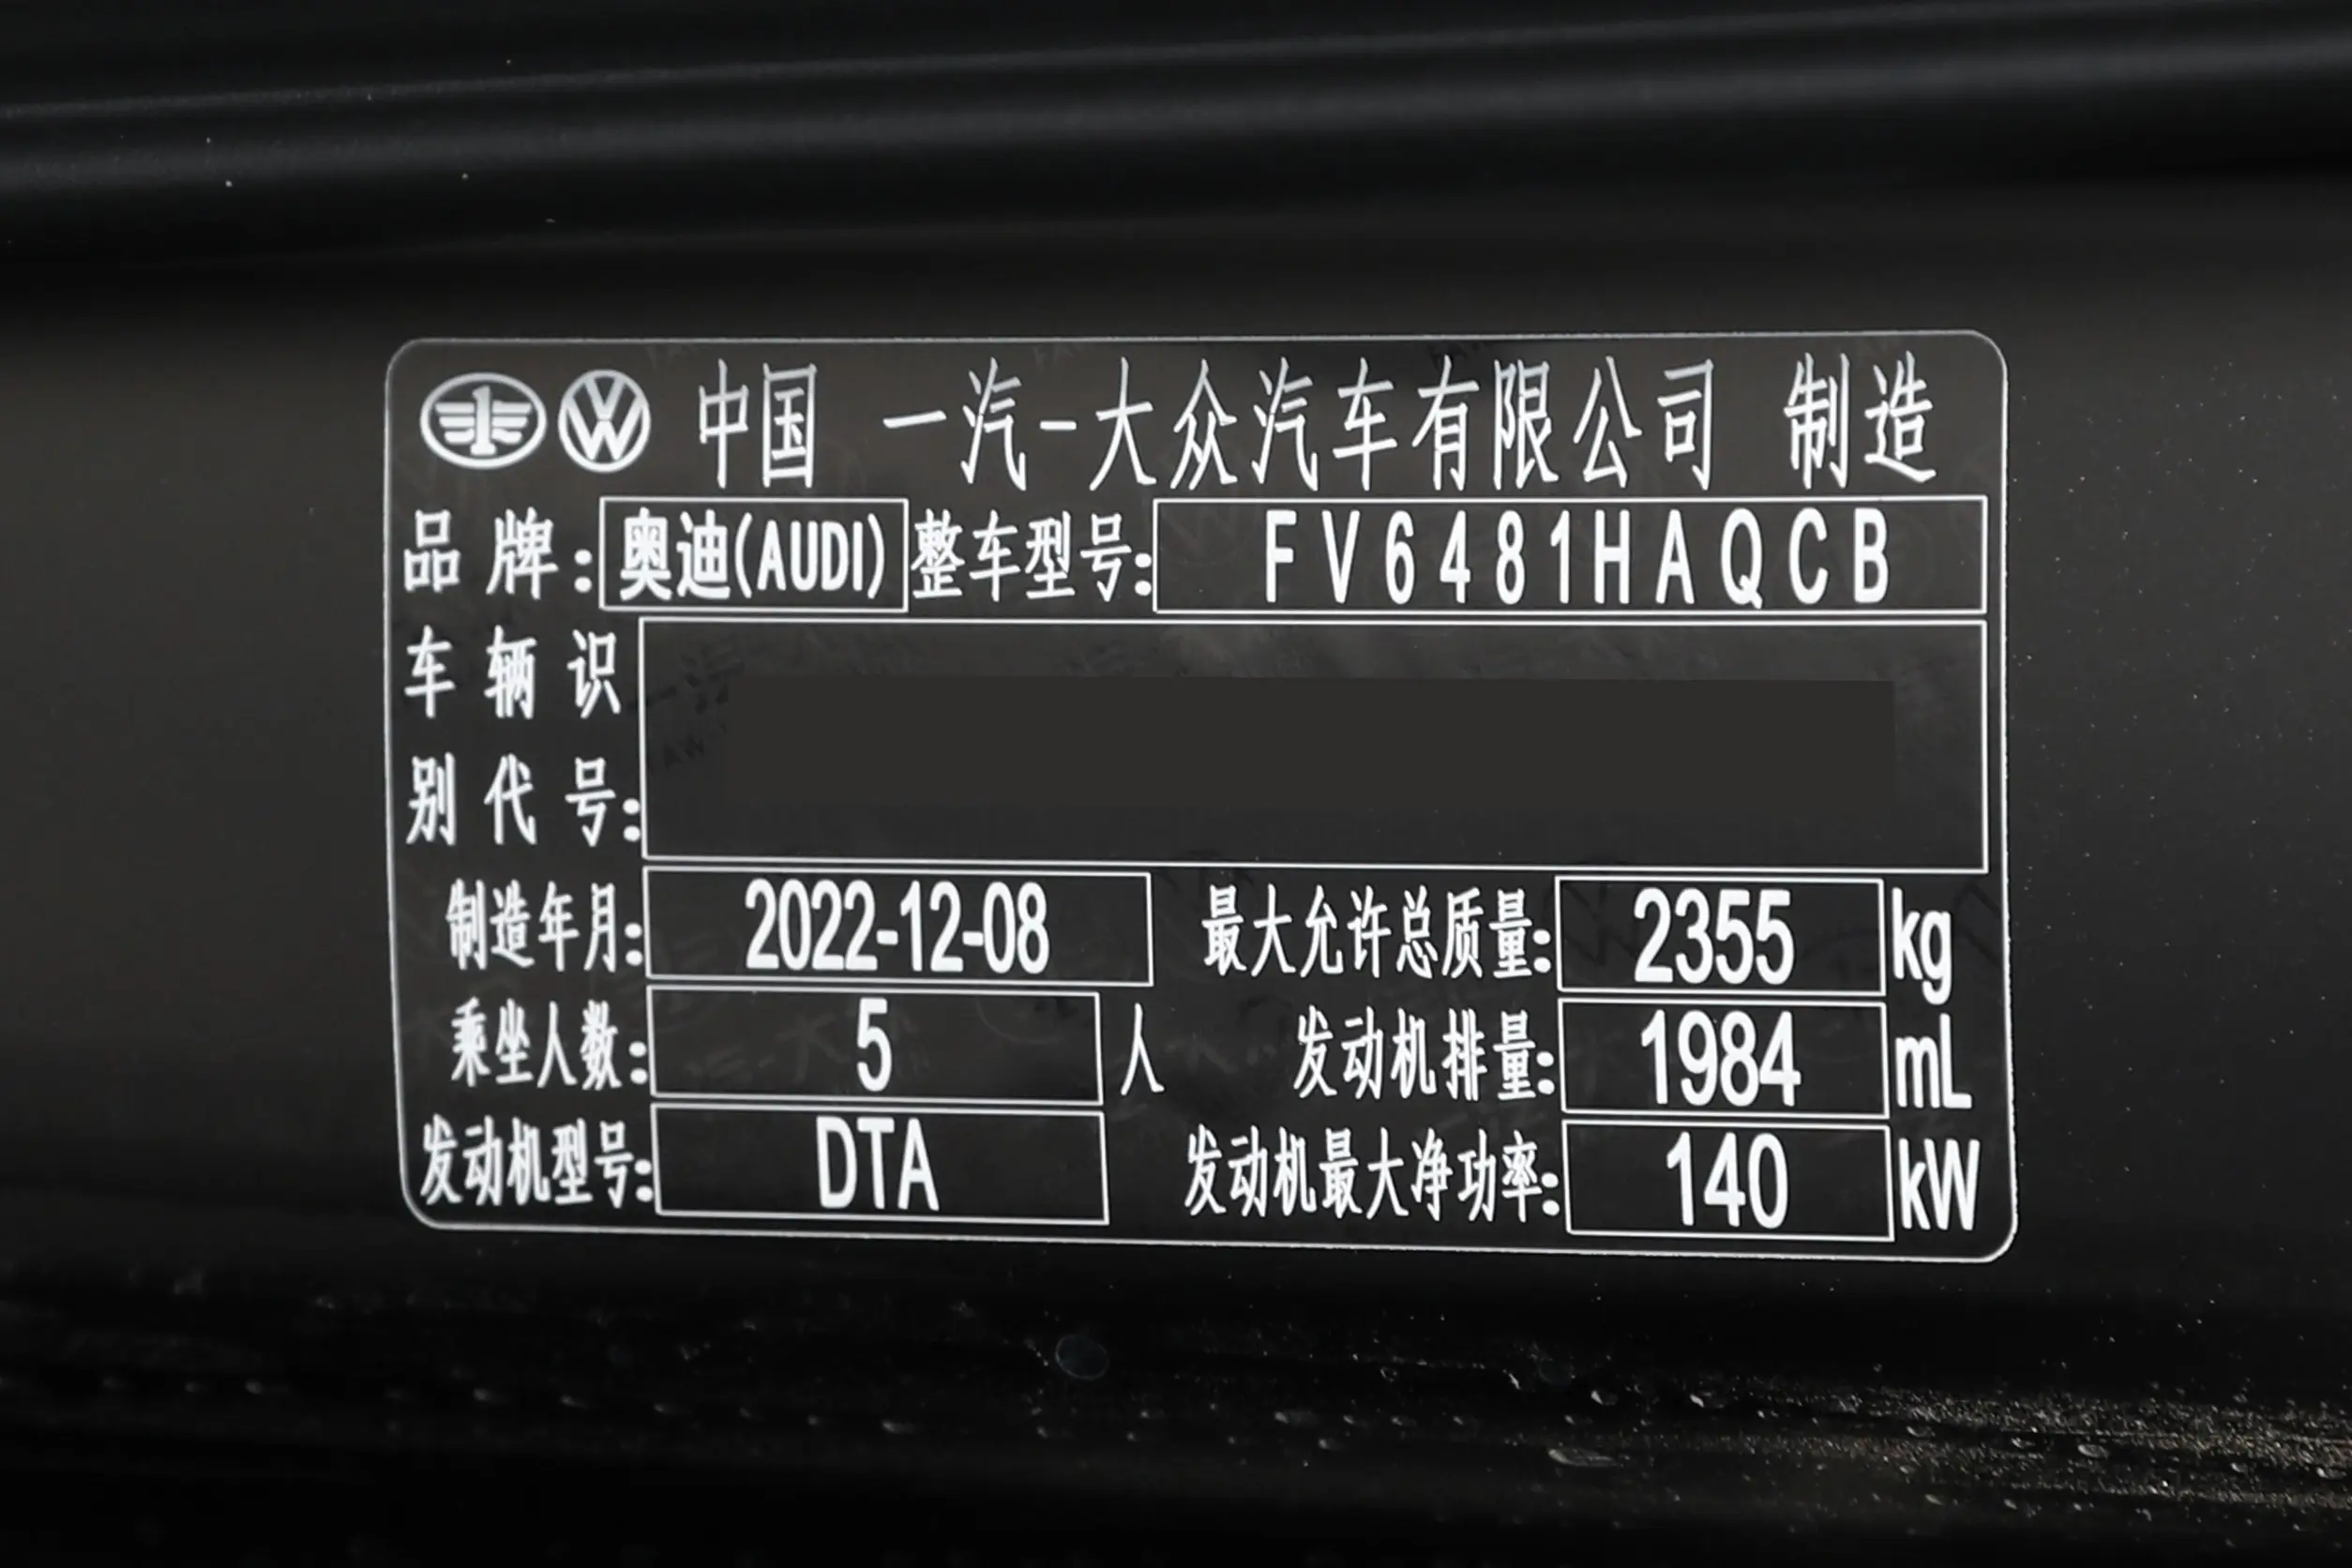 中国 一汽-大众汽车有限公司 制造
品牌: 奥迪(AUDI) 整车型号: FV6481HAQCB
车辆识
别代号:
制造年月: 2022-12-08 最大允许总质量: 2355 kg
乘坐人数: 5 人 发动机排量: 1984 mL
发动机型号: DTA 发动机最大净功率: 140 kW